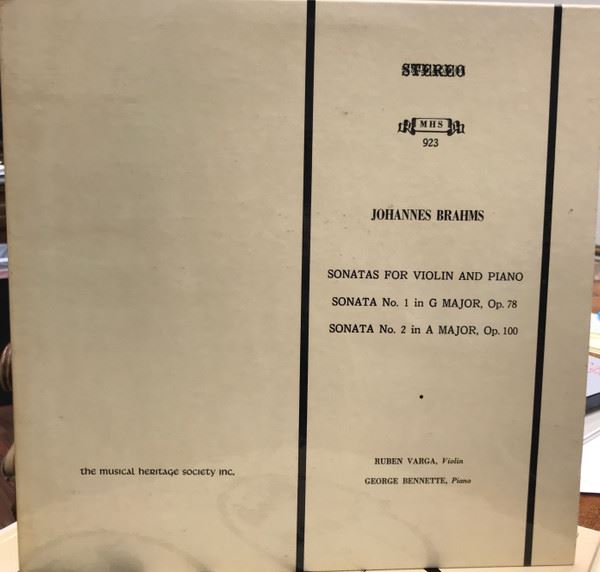 STEREO
MHS
923
JOHANNES BRAHMS
SONATAS FOR VIOLIN AND PIANO
SONATA No. 1 in G MAJOR, Op. 78
SONATA No. 2 in A MAJOR, Op. 100
RUBEN VARGA, Violin
GEORGE BENNETTE, Piano
the musical heritage society inc.